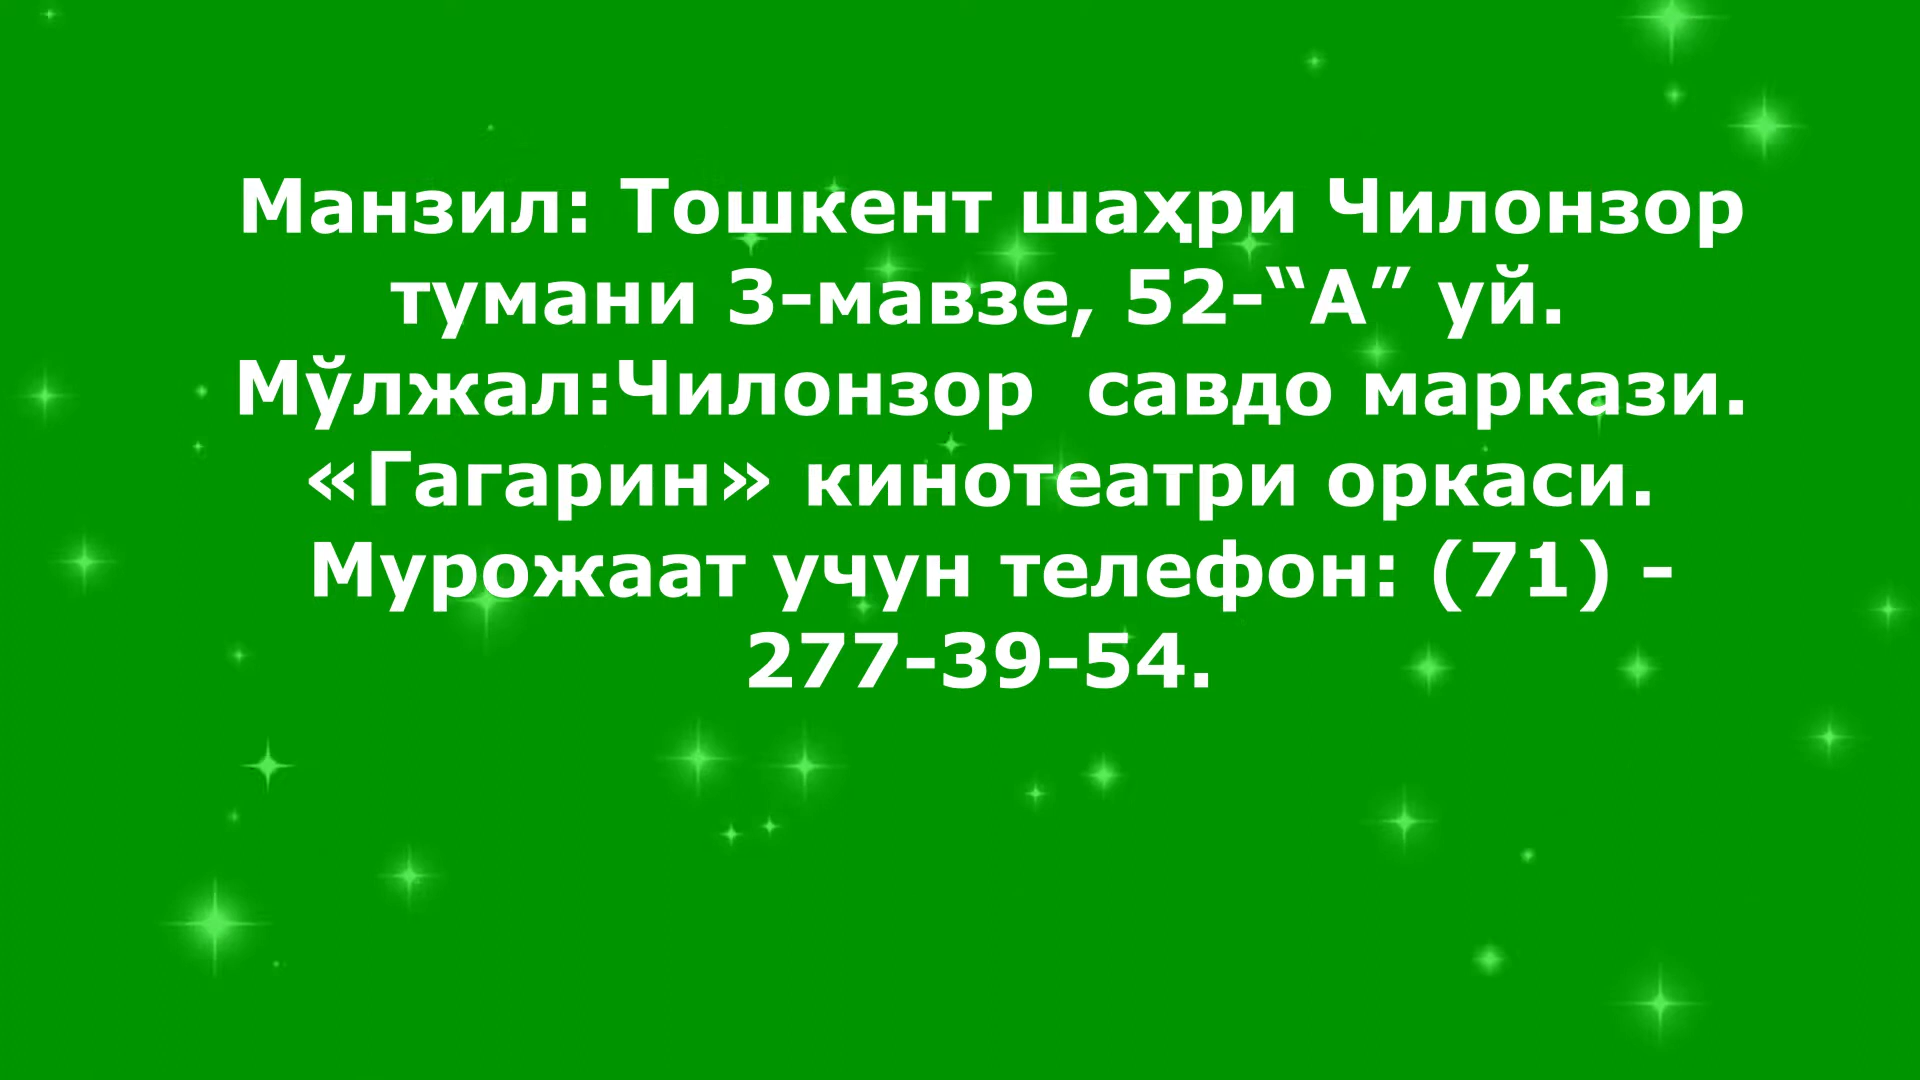 Манзил: Тошкент шаҳри Чилонзор
тумани 3-мавзе, 52-“А” уй.
Мўлжал:Чилонзор  савдо маркази.
«Гагарин» кинотеатри оркаси.
Мурожаат учун телефон: (71) -
277-39-54.